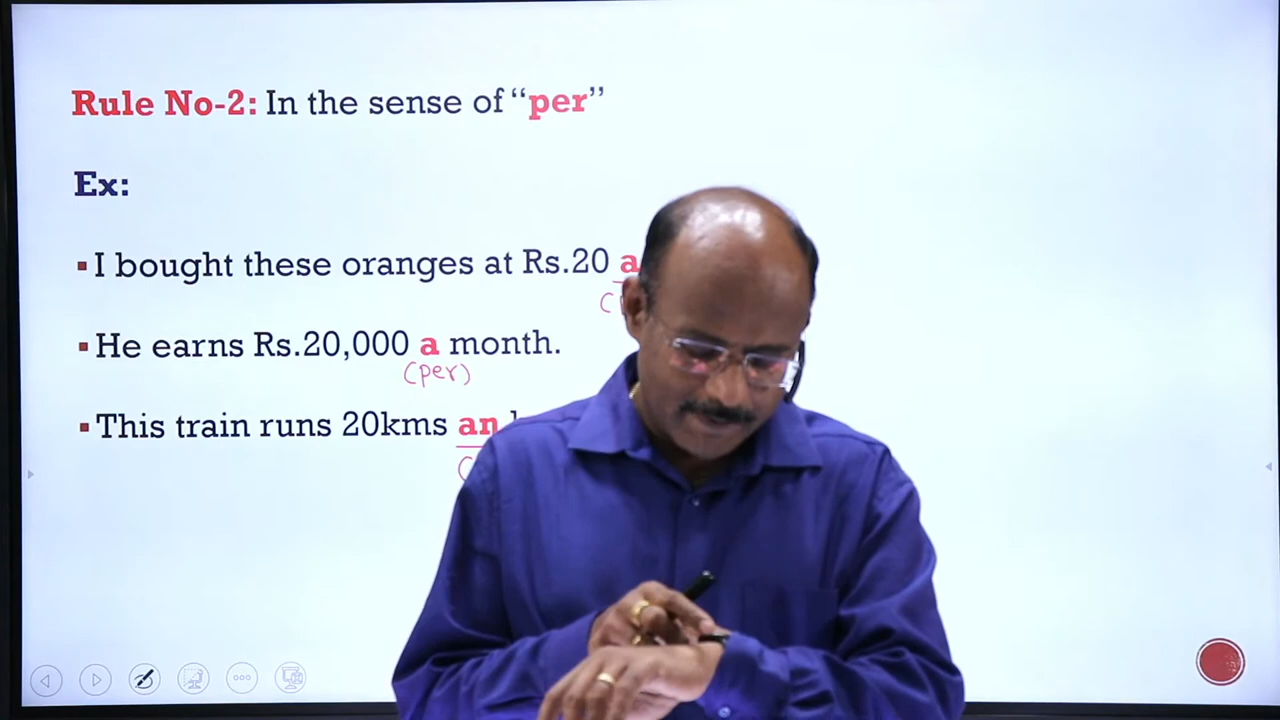 Rule No-2: In the sense of “per”
Ex:
▪ I bought these oranges at Rs.20 a
▪ He earns Rs.20,000 a month.
(per)
▪ This train runs 20kms an